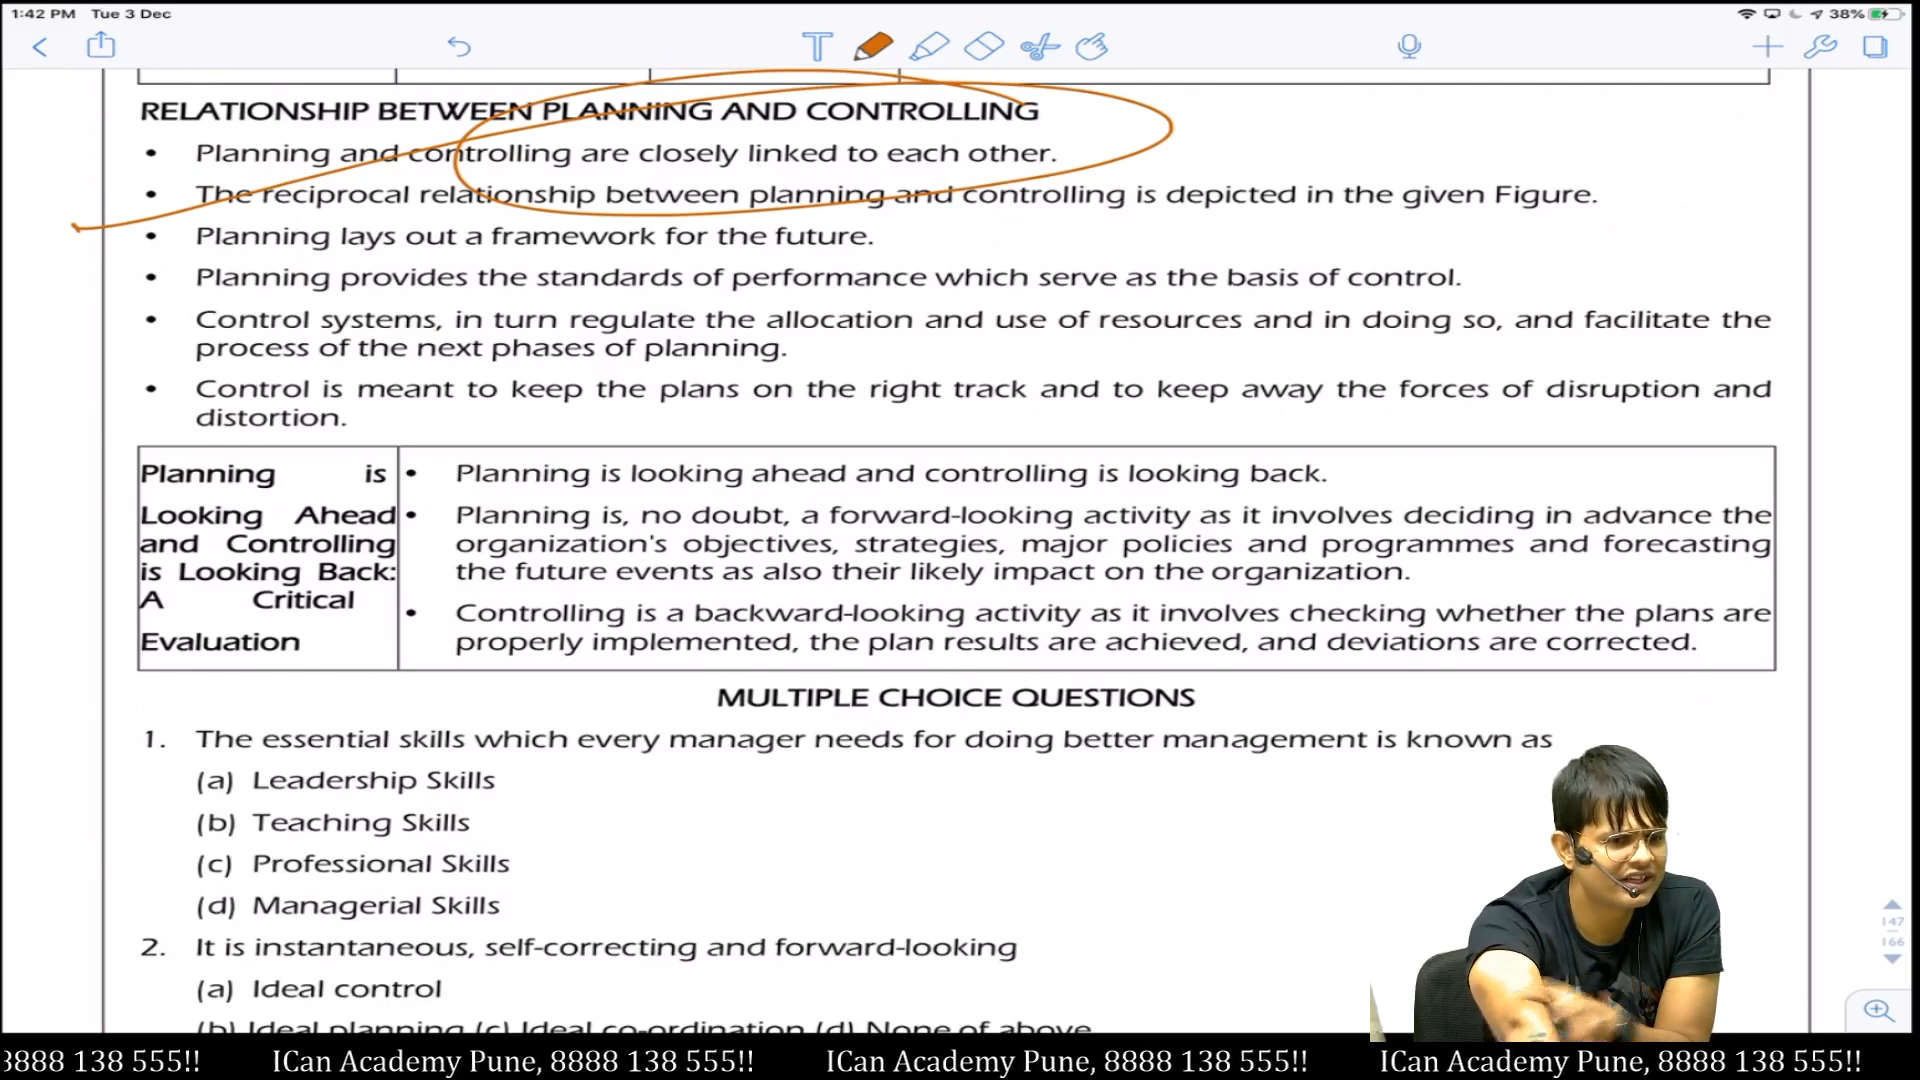 1:42 PM Tue 3 Dec
38%
T
RELATIONSHIP BETWEEN PLANNING AND CONTROLLING
• Planning and controlling are closely linked to each other.
• The reciprocal relationship between planning and controlling is depicted in the given Figure.
• Planning lays out a framework for the future.
• Planning provides the standards of performance which serve as the basis of control.
• Control systems, in turn regulate the allocation and use of resources and in doing so, and facilitate the
process of the next phases of planning.
• Control is meant to keep the plans on the right track and to keep away the forces of disruption and
distortion.
Planning is
Looking Ahead
and Controlling
is Looking Back:
A Critical
Evaluation
• Planning is looking ahead and controlling is looking back.
• Planning is, no doubt, a forward-looking activity as it involves deciding in advance the
organization's objectives, strategies, major policies and programmes and forecasting
the future events as also their likely impact on the organization.
• Controlling is a backward-looking activity as it involves checking whether the plans are
properly implemented, the plan results are achieved, and deviations are corrected.
MULTIPLE CHOICE QUESTIONS
1. The essential skills which every manager needs for doing better management is known as
(a) Leadership Skills
(b) Teaching Skills
(c) Professional Skills
(d) Managerial Skills
2. It is instantaneous, self-correcting and forward-looking
(a) Ideal control
(b) Ideal planning (c) Ideal co-ordination (d) None of above
147
166
8888 138 555!! ICan Academy Pune, 8888 138 555!! ICan Academy Pune, 8888 138 555!! ICan Academy Pune, 8888 138 555!!